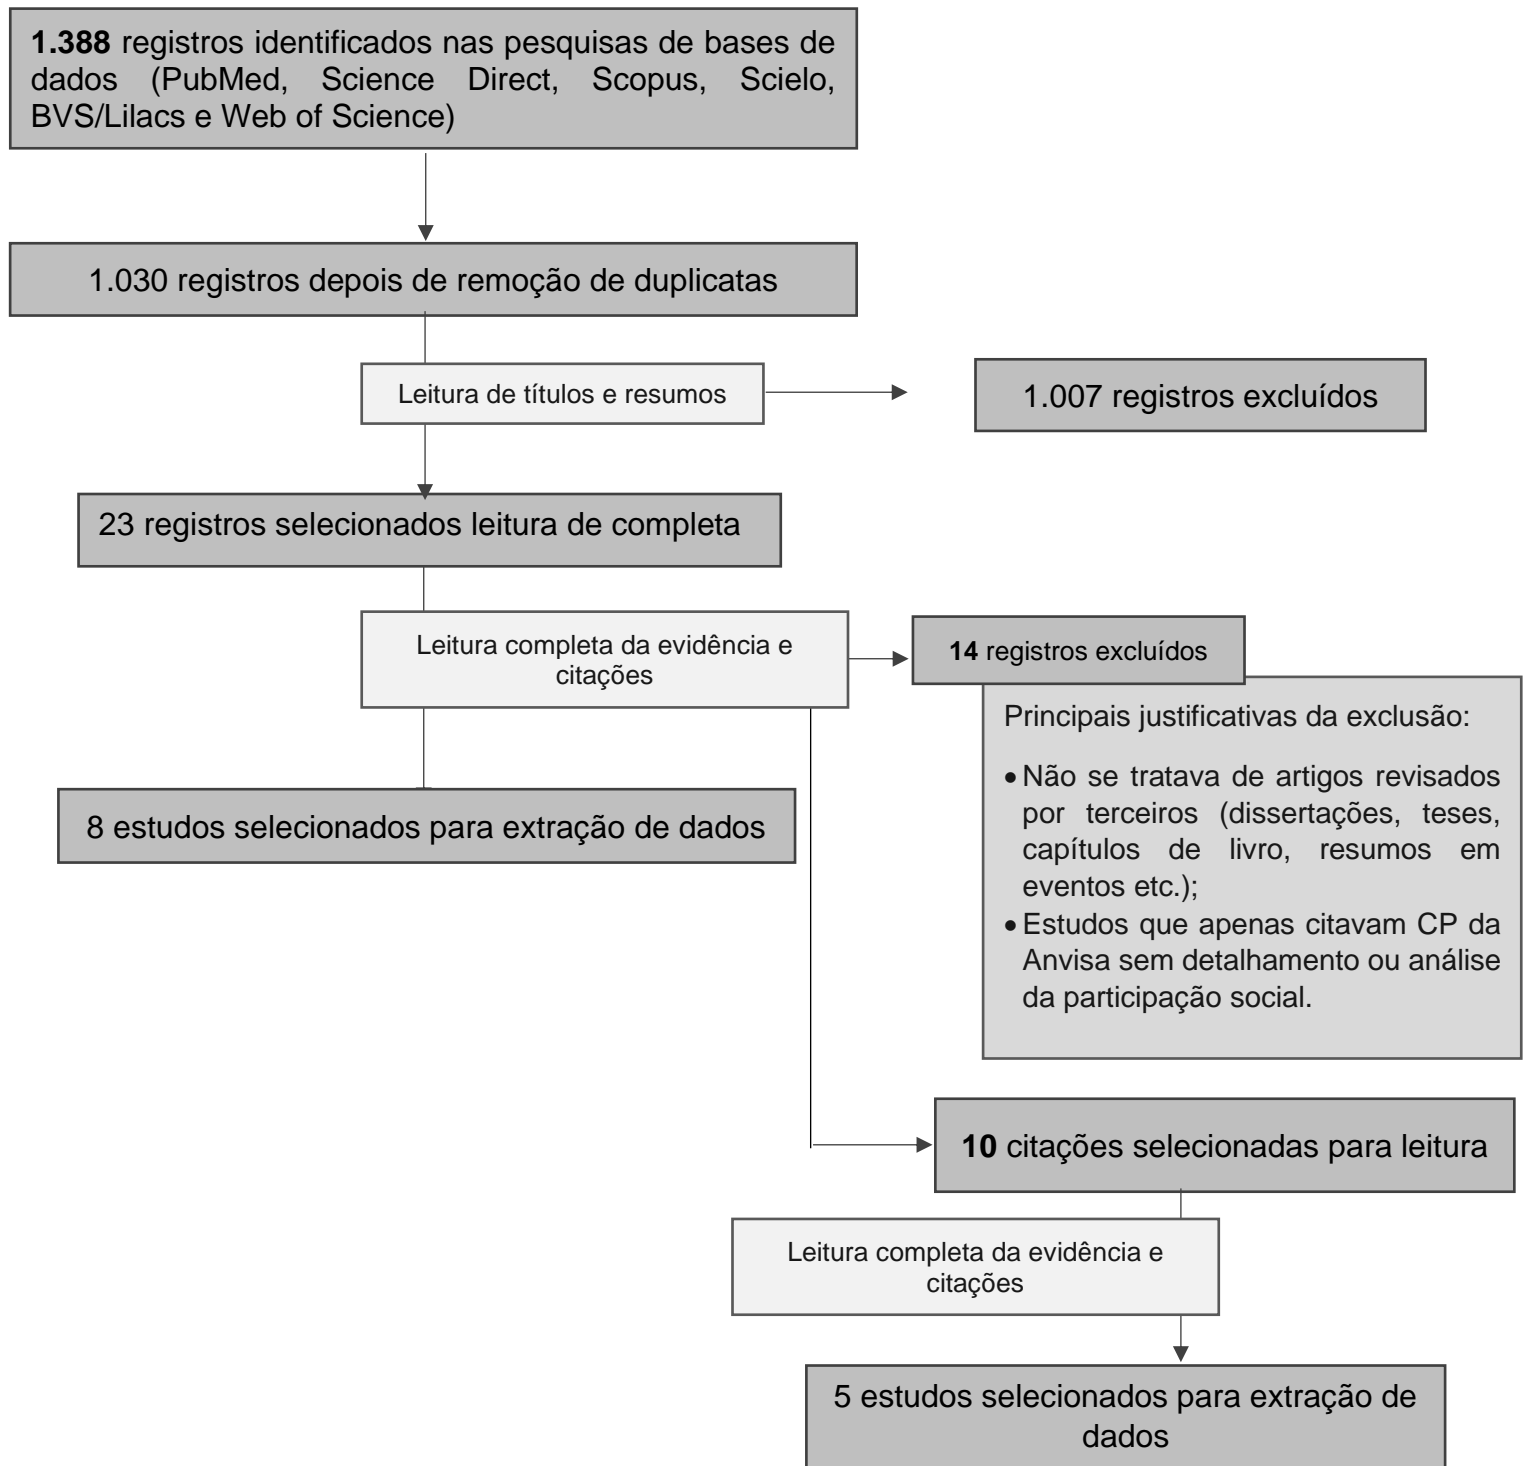 1.388 registros identificados nas pesquisas de bases de
dados (PubMed, Science Direct, Scopus, Scielo,
BVS/Lilacs e Web of Science)
1.030 registros depois de remoção de duplicatas
Leitura de títulos e resumos
1.007 registros excluídos
23 registros selecionados leitura de completa
Leitura completa da evidência e
citações
14 registros excluídos
Principais justificativas da exclusão:
• Não se tratava de artigos revisados
por terceiros (dissertações, teses,
capítulos de livro, resumos em
eventos etc.);
• Estudos que apenas citavam CP da
Anvisa sem detalhamento ou análise
da participação social.
8 estudos selecionados para extração de dados
10 citações selecionadas para leitura
Leitura completa da evidência e
citações
5 estudos selecionados para extração de
dados